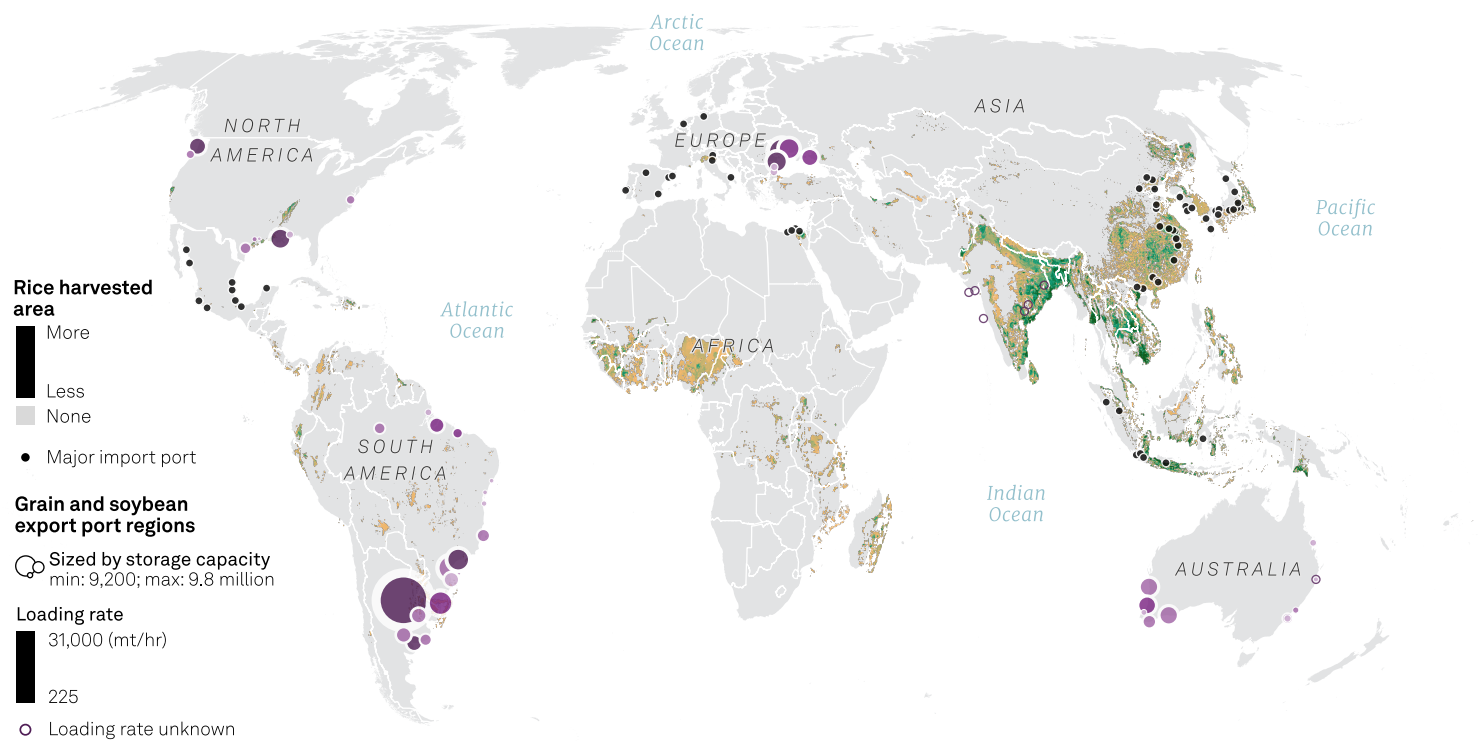 Arctic
Ocean
NORTH
AMERICA
EUROPE
ASIA
Pacific
Ocean
Atlantic
Ocean
AFRICA
SOUTH
AMERICA
Indian
Ocean
AUSTRALIA
Rice harvested
area
More
Less
None
Major import port
Grain and soybean
export port regions
Sized by storage capacity
min: 9,200; max: 9.8 million
Loading rate
31,000 (mt/hr)
225
Loading rate unknown